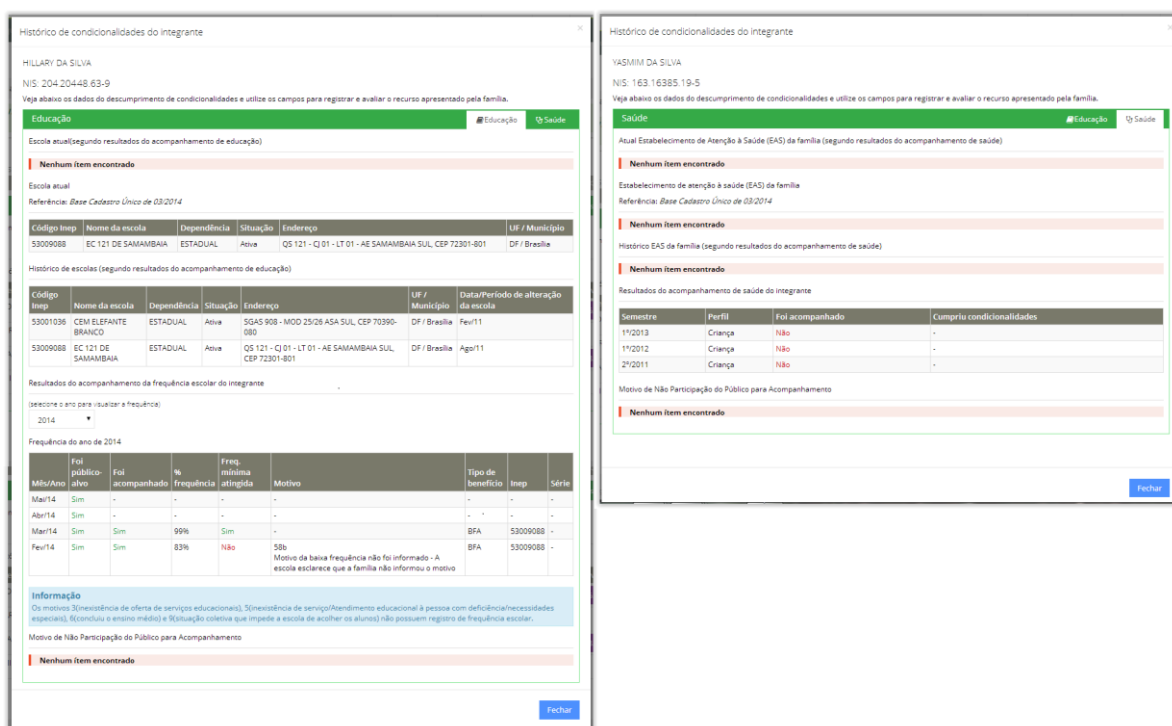 Histórico de condicionalidades do integrante
×
HILLARY DA SILVA
NIS: 204.20448.63-9
Veja abaixo os dados do descumprimento de condicionalidades e utilize os campos para registrar e avaliar o recurso apresentado pela família.
Educação Educação Saúde
Escola atual(segundo resultados do acompanhamento de educação)
Nenhum ítem encontrado
Escola atual
Referência: Base Cadastro Único de 03/2014
Código Inep Nome da escola Dependência Situação Endereço UF / Município
53009088 EC 121 DE SAMAMBAIA ESTADUAL Ativa QS 121 - CJ 01 - LT 01 - AE SAMAMBAIA SUL, CEP 72301-801 DF / Brasília
Histórico de escolas (segundo resultados do acompanhamento de educação)
Código Inep Nome da escola Dependência Situação Endereço UF / Município Data/Período de alteração da escola
53001036 CEM ELEFANTE BRANCO ESTADUAL Ativa SGAS 908 - MOD 25/26 ASA SUL, CEP 70390-080 DF / Brasília Fev/11
53009088 EC 121 DE SAMAMBAIA ESTADUAL Ativa QS 121 - CJ 01 - LT 01 - AE SAMAMBAIA SUL, CEP 72301-801 DF / Brasília Ago/11
Resultados do acompanhamento da frequência escolar do integrante
(selecione o ano para visualizar a frequência)
2014
Frequência do ano de 2014
Mês/Ano Foi público-alvo Foi acompanhado % frequência Freq. mínima atingida Motivo Tipo de benefício Inep Série
Mai/14 Sim - - - - - - -
Abr/14 Sim - - - - - - -
Mar/14 Sim Sim 99% Sim - BFA 53009088 -
Fev/14 Sim Sim 83% Não 58b BFA 53009088 -
Motivo da baixa frequência não foi informado - A
escola esclarece que a família não informou o motivo
Informação
Os motivos 3(inexistência de oferta de serviços educacionais), 5(inexistência de serviço/Atendimento educacional à pessoa com deficiência/necessidades
especiais), 6(concluiu o ensino médio) e 9(situação coletiva que impede a escola de acolher os alunos) não possuem registro de frequência escolar.
Motivo de Não Participação do Público para Acompanhamento
Nenhum ítem encontrado
Fechar
Histórico de condicionalidades do integrante
×
YASMIM DA SILVA
NIS: 163.16385.19-5
Veja abaixo os dados do descumprimento de condicionalidades e utilize os campos para registrar e avaliar o recurso apresentado pela família.
Saúde Educação Saúde
Atual Estabelecimento de Atenção à Saúde (EAS) da família (segundo resultados do acompanhamento de saúde)
Nenhum ítem encontrado
Estabelecimento de atenção à saúde (EAS) da família
Referência: Base Cadastro Único de 03/2014
Nenhum ítem encontrado
Histórico EAS da família (segundo resultados do acompanhamento de saúde)
Nenhum ítem encontrado
Resultados do acompanhamento de saúde do integrante
Semestre Perfil Foi acompanhado Cumpriu condicionalidades
1º/2013 Criança Não -
1º/2012 Criança Não -
2º/2011 Criança Não -
Motivo de Não Participação do Público para Acompanhamento
Nenhum ítem encontrado
Fechar